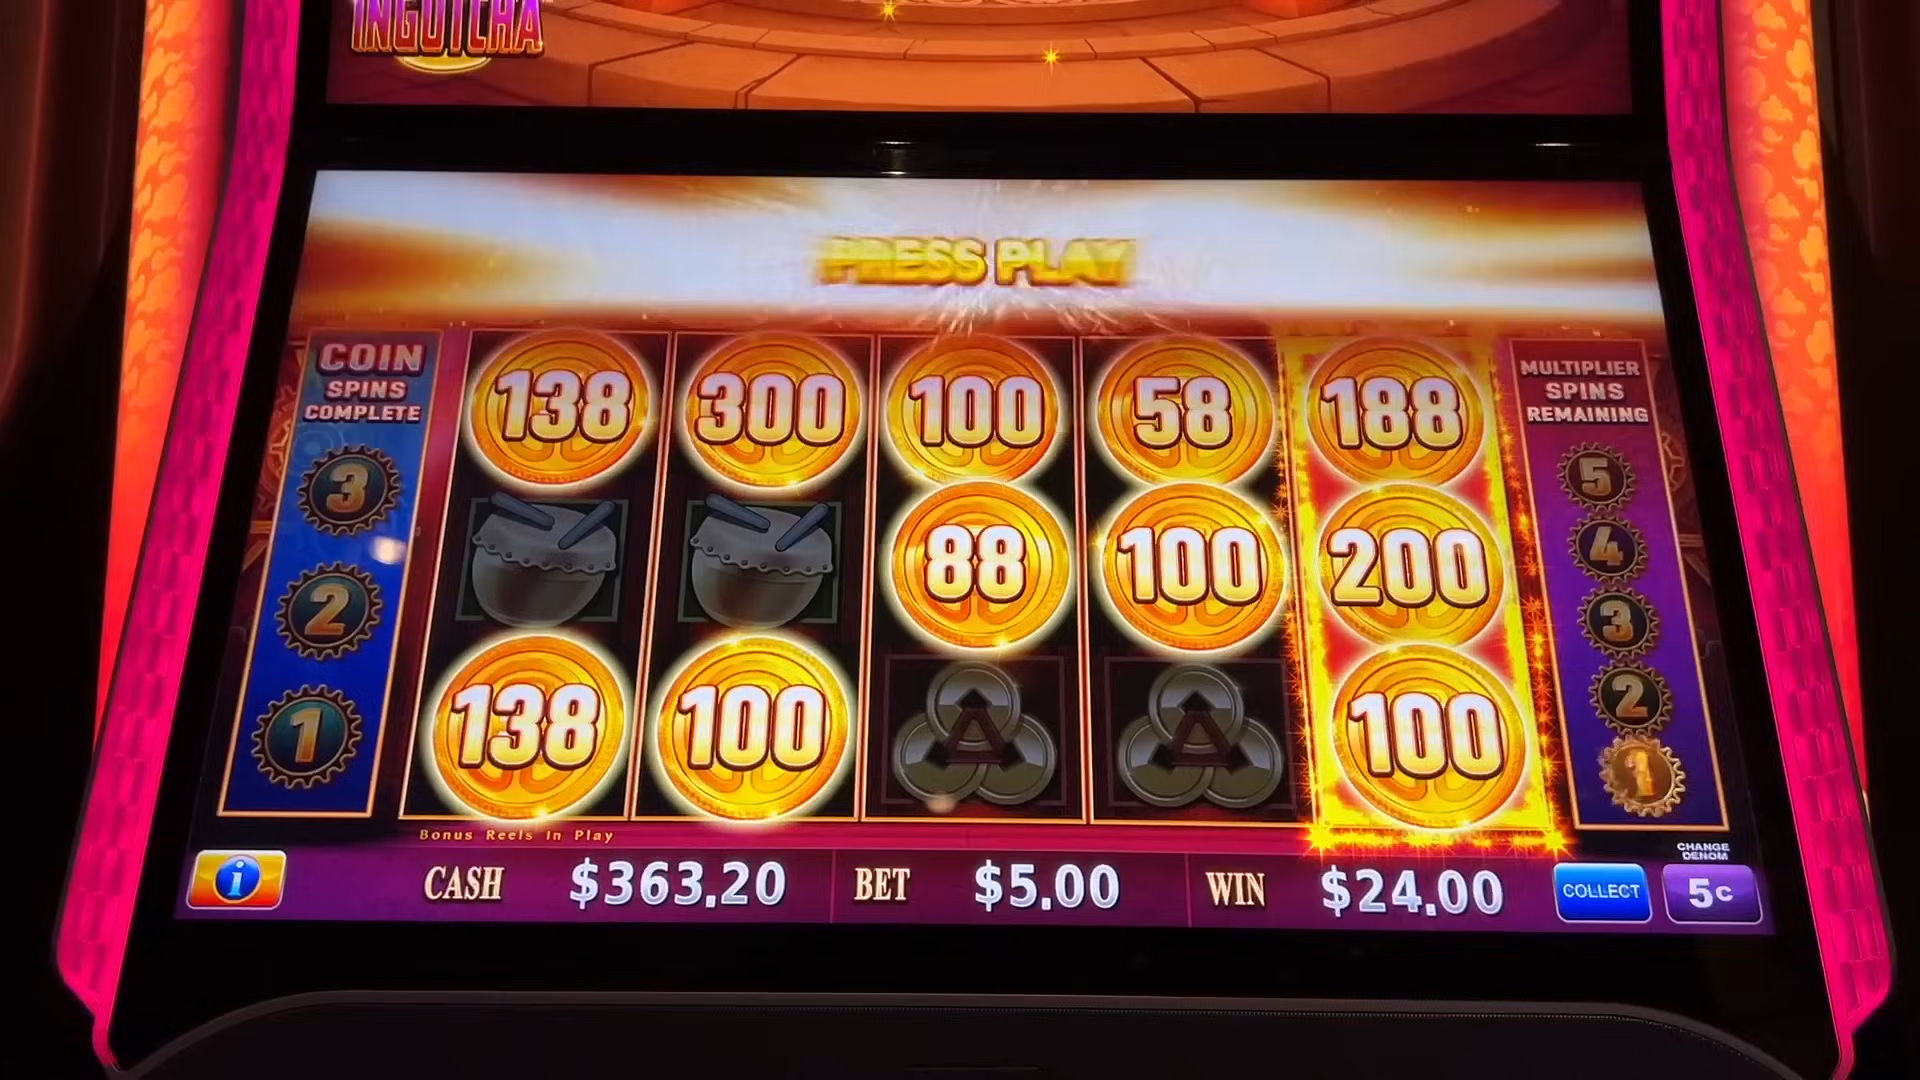 INGOTCHA
PRESS PLAY
COIN
SPINS
COMPLETE
3
2
1
138 300 100 58 188
88 100 200
138 100 100
MULTIPLIER
SPINS
REMAINING
5
4
3
2
1
Bonus Reels In Play
i
CASH $363.20 BET $5.00 WIN $24.00
COLLECT
CHANGE
DENOM
5c